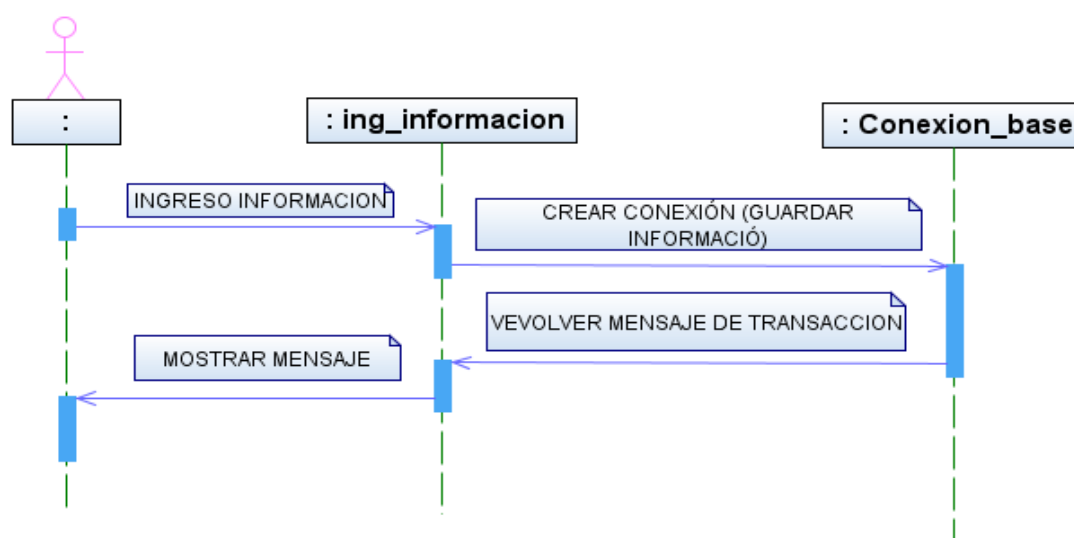 :
: ing_informacion
: Conexion_base
INGRESO INFORMACION
CREAR CONEXIÓN (GUARDAR
INFORMACIÓ)
VEVOLVER MENSAJE DE TRANSACCION
MOSTRAR MENSAJE